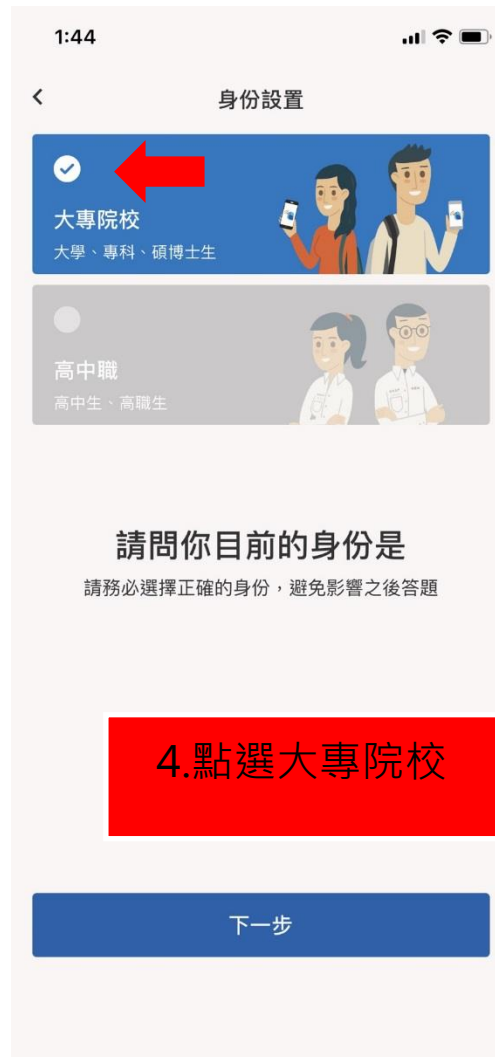 1:44
身份設置
大專院校
大學、專科、碩博士生
高中職
高中生、高職生
請問你目前的身份是
請務必選擇正確的身份，避免影響之後答題
4.點選大專院校
下一步